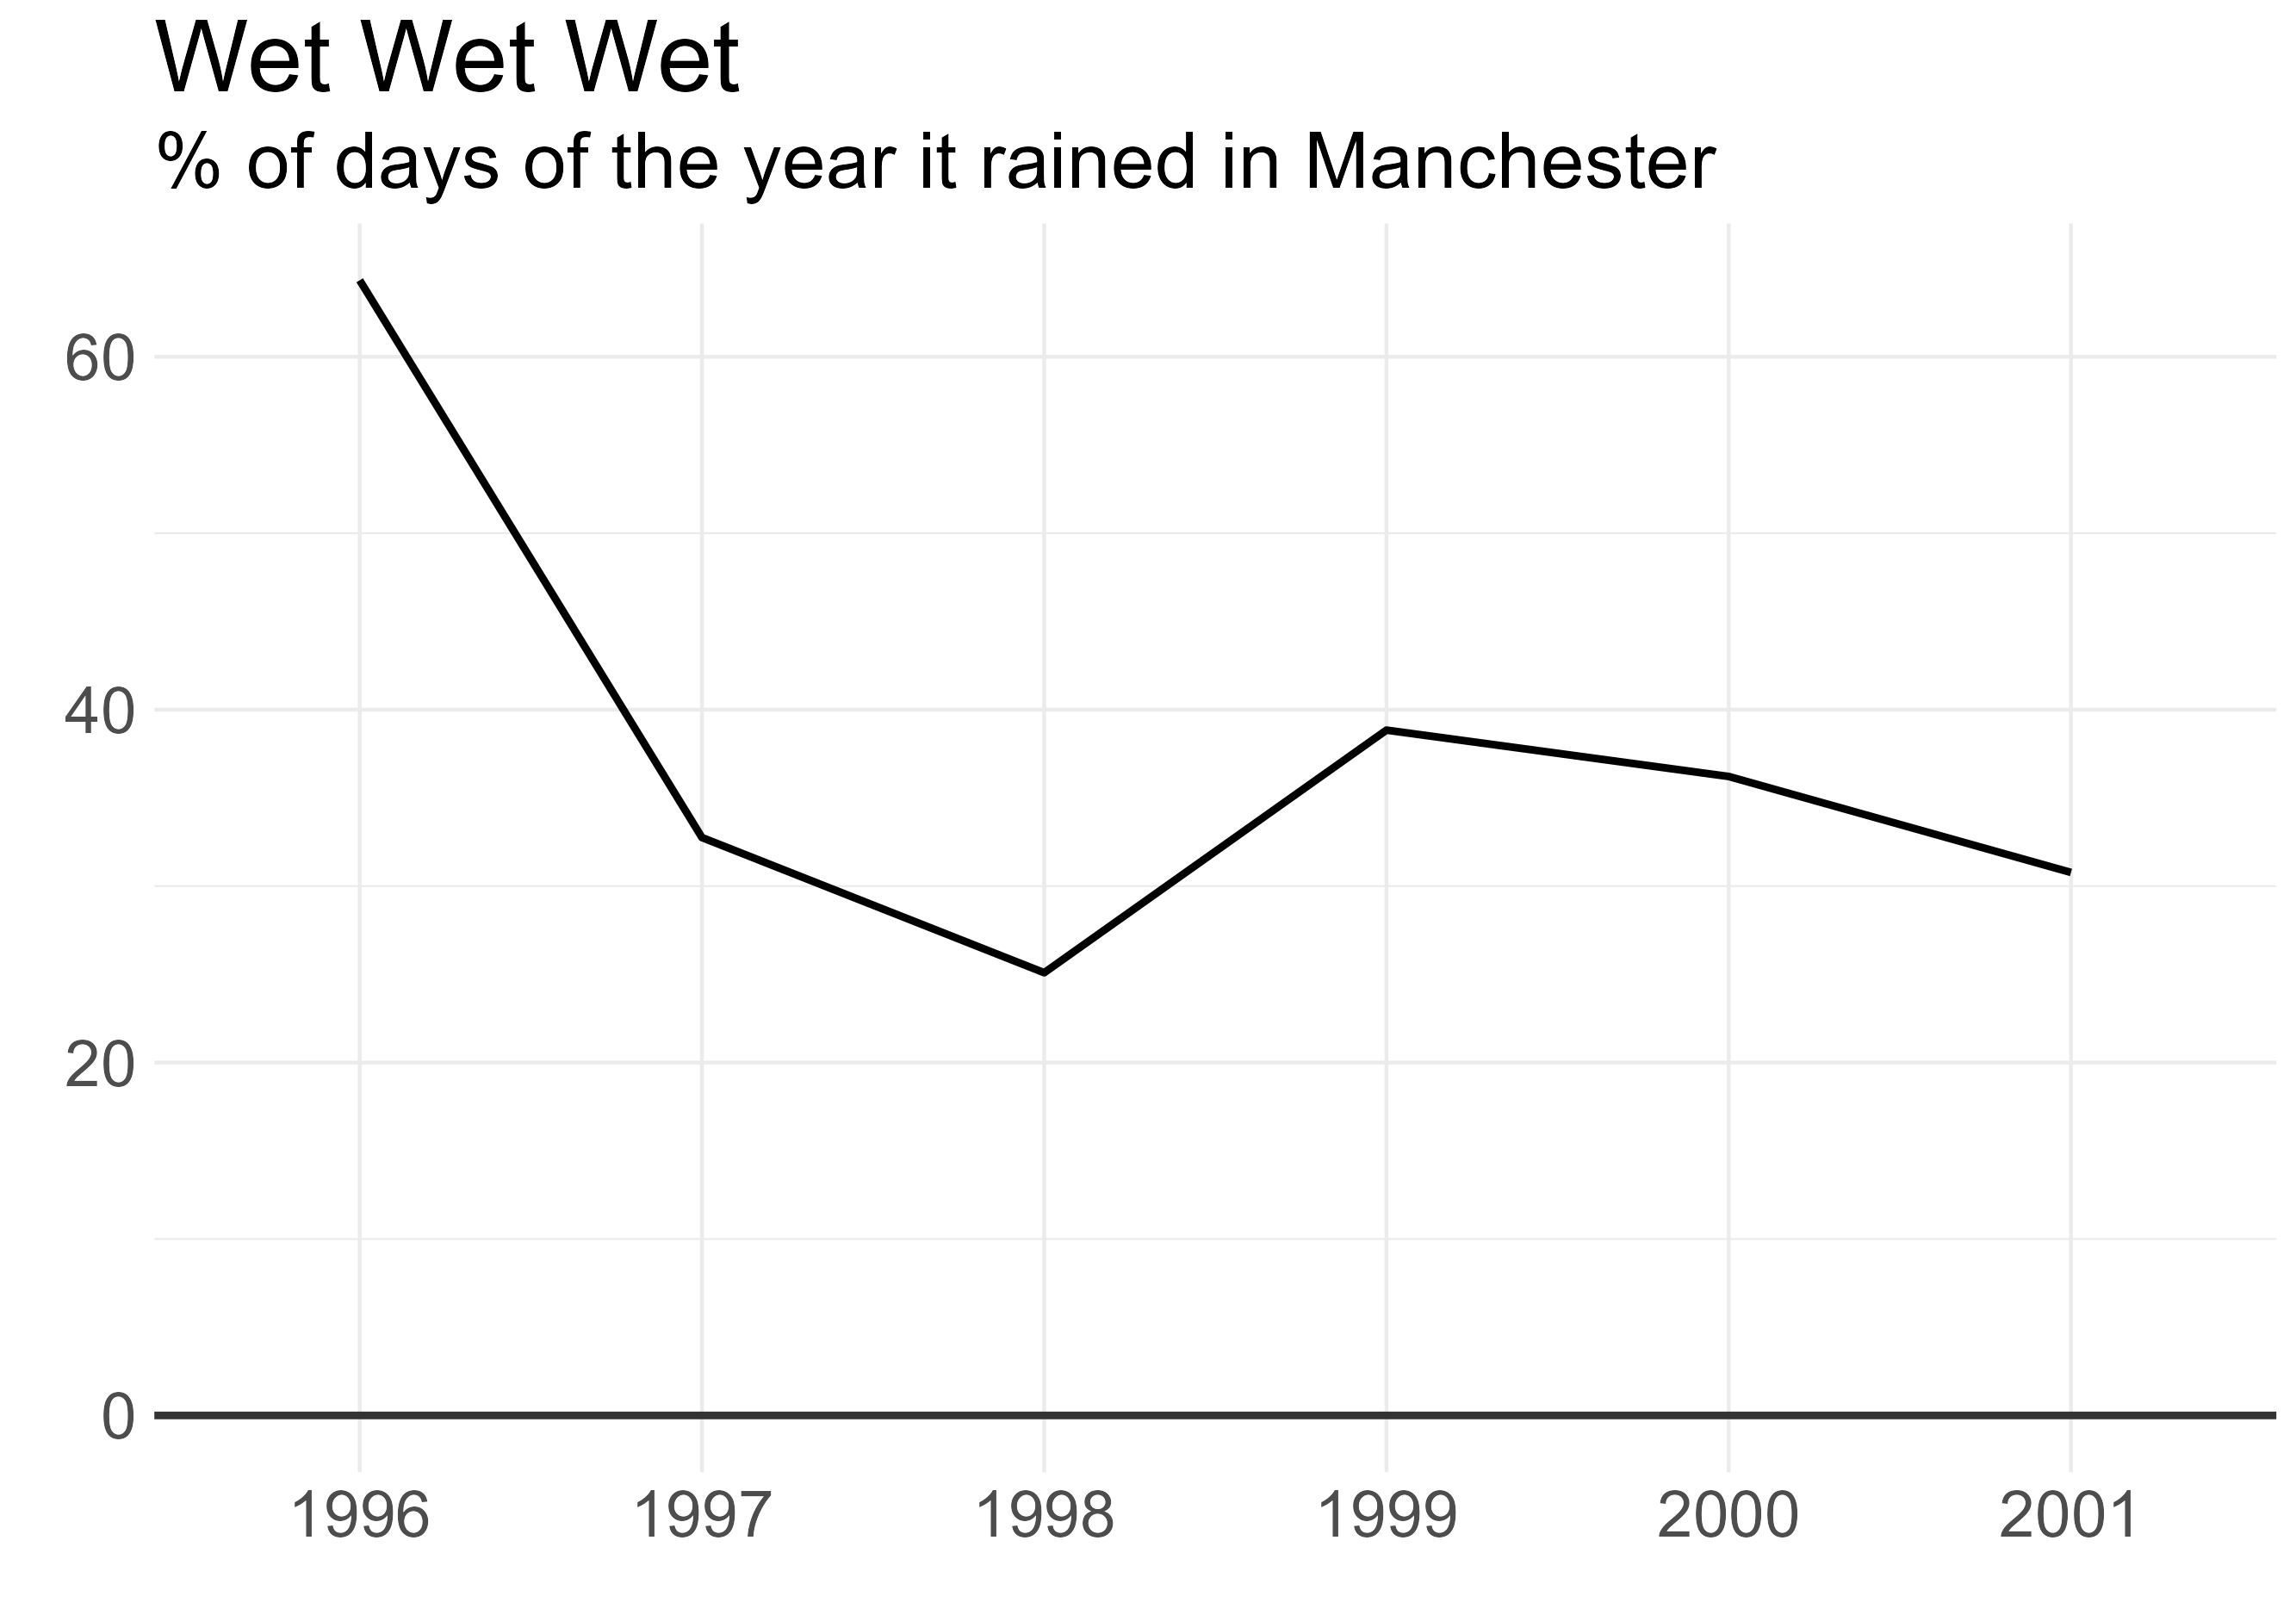 Wet Wet Wet
% of days of the year it rained in Manchester
60
40
20
0
1996 1997 1998 1999 2000 2001